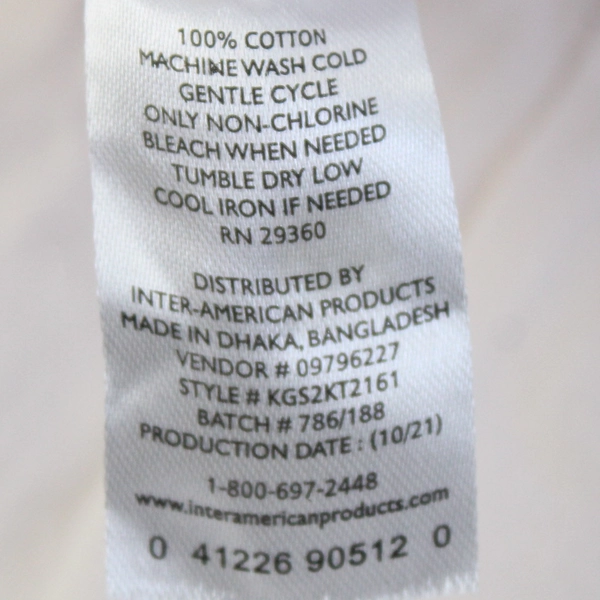 100% COTTON
MACHINE WASH COLD
GENTLE CYCLE
ONLY NON-CHLORINE
BLEACH WHEN NEEDED
TUMBLE DRY LOW
COOL IRON IF NEEDED
RN 29360
DISTRIBUTED BY
INTER-AMERICAN PRODUCTS
MADE IN DHAKA, BANGLADESH
VENDOR # 09796227
STYLE # KGS2KT2161
BATCH # 786/188
PRODUCTION DATE : (10/21)
1-800-697-2448
www.interamericanproducts.com
0 41226 90512 0